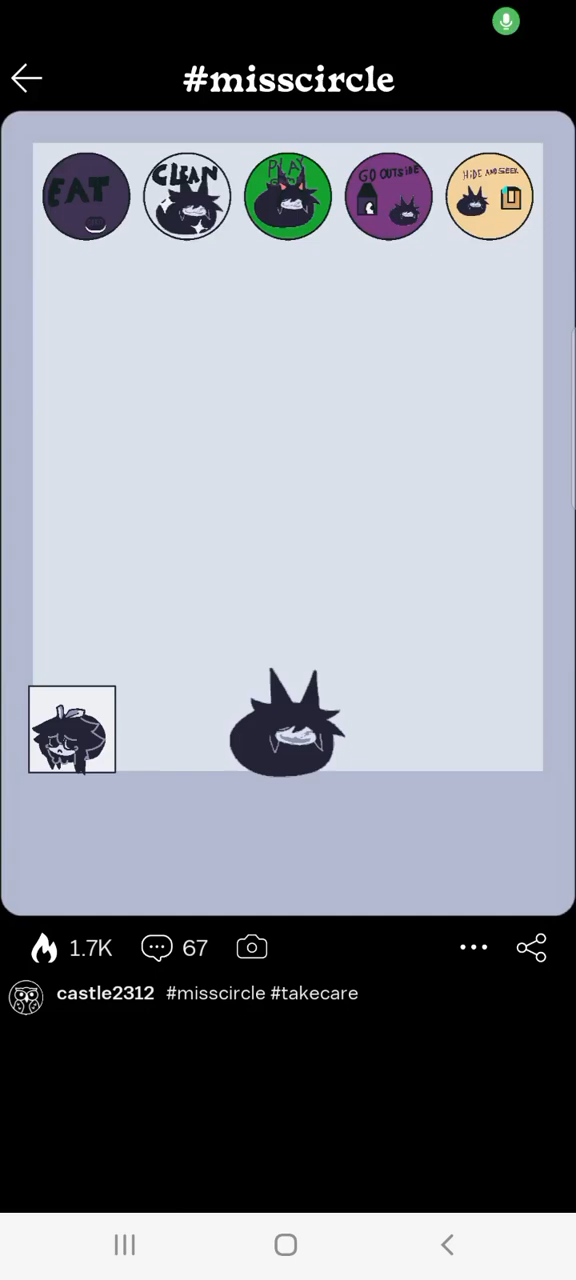 #misscircle
EAT
CLEAN
PLAY
GO OUTSIDE
HIDE AND SEEK
1.7K 67
castle2312 #misscircle #takecare